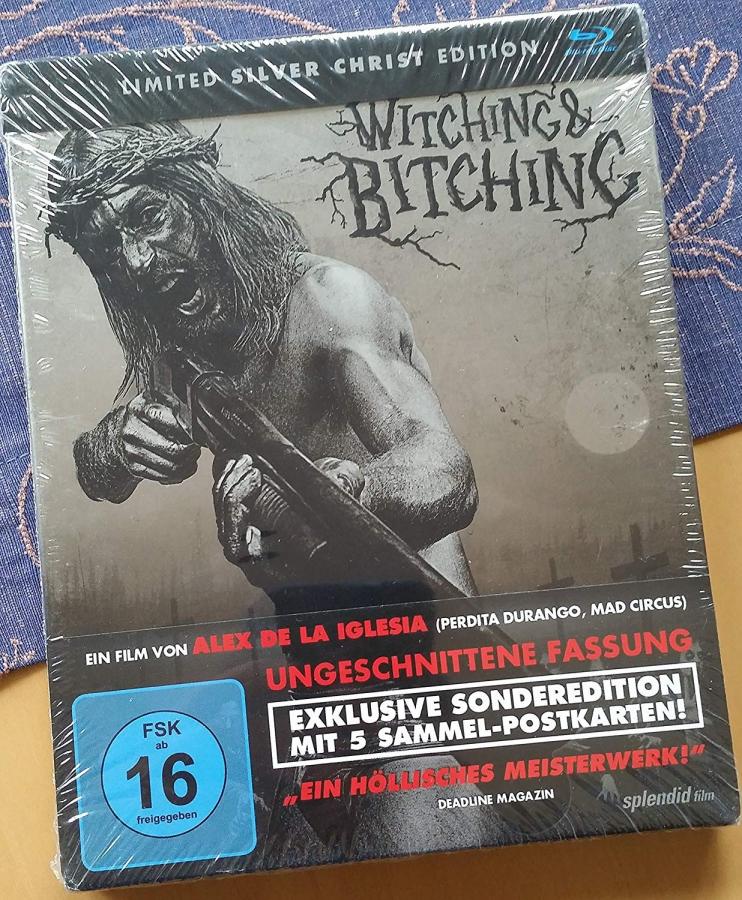 LIMITED SILVER CHRIST EDITION
WITCHING &
BITCHING
EIN FILM VON ALEX DE LA IGLESIA (PERDITA DURANGO, MAD CIRCUS)
UNGESCHNITTENE FASSUNG
EXKLUSIVE SONDEREDITION
MIT 5 SAMMEL-POSTKARTEN!
„EIN HÖLLISCHES MEISTERWERK!“
DEADLINE MAGAZIN
splendid film
FSK
ab
16
freigegeben